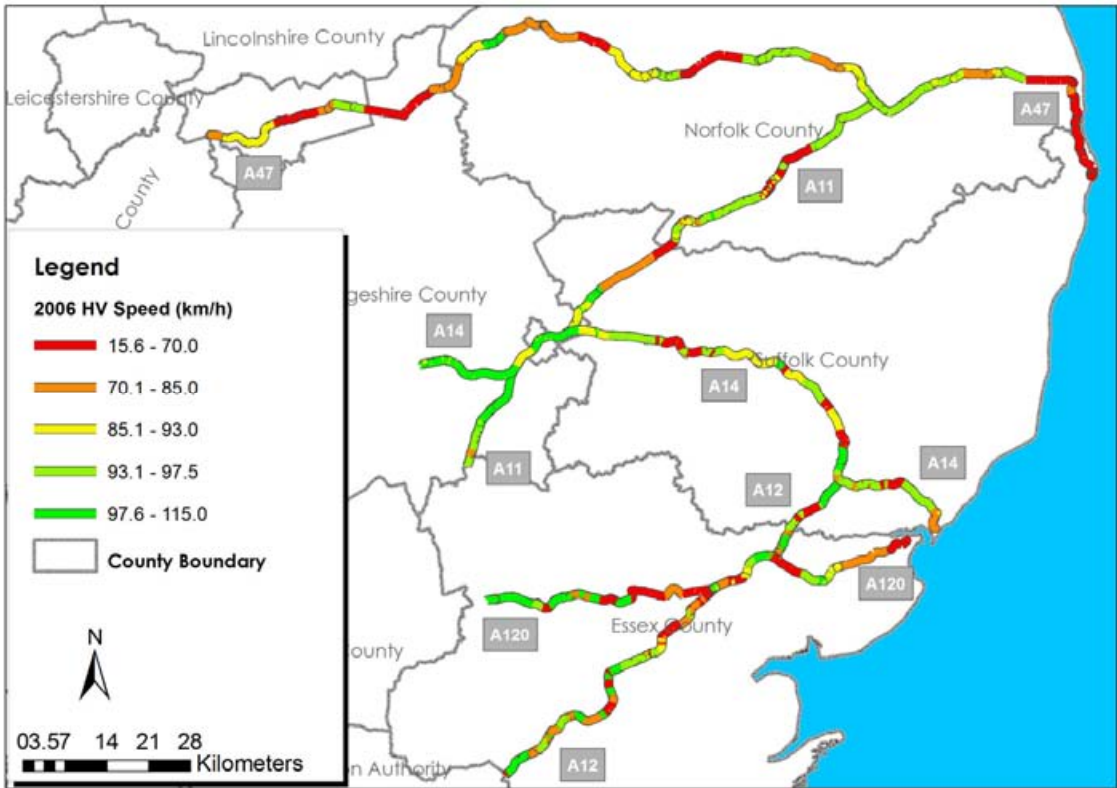 Lincolnshire County
Leicestershire County
A47
Norfolk County
A47
A11
County
Legend
2006 HV Speed (km/h)
15.6 - 70.0
70.1 - 85.0
85.1 - 93.0
93.1 - 97.5
97.6 - 115.0
County Boundary
geshire County
A14
Suffolk County
A14
A11
A14
A12
A120
A120
Essex County
ounty
N
03.57 14 21 28
Kilometers
on Authority
A12